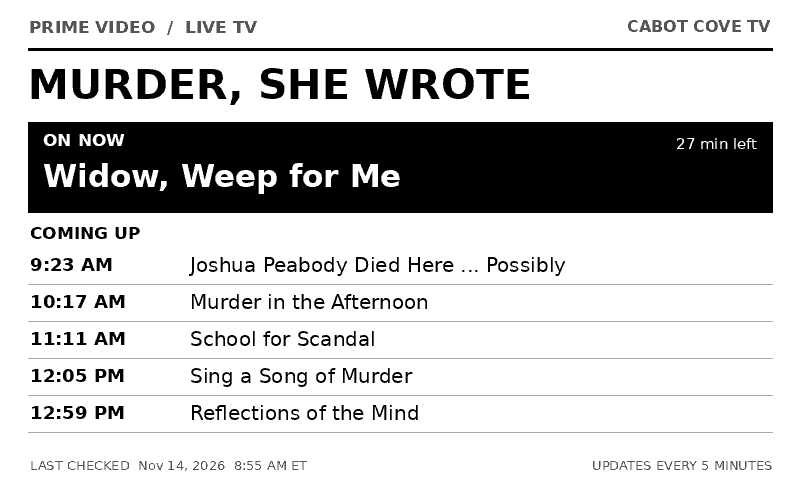 PRIME VIDEO / LIVE TV
CABOT COVE TV
MURDER, SHE WROTE
ON NOW
27 min left
Widow, Weep for Me
COMING UP
9:23 AM Joshua Peabody Died Here ... Possibly
10:17 AM Murder in the Afternoon
11:11 AM School for Scandal
12:05 PM Sing a Song of Murder
12:59 PM Reflections of the Mind
LAST CHECKED Nov 14, 2026 8:55 AM ET
UPDATES EVERY 5 MINUTES